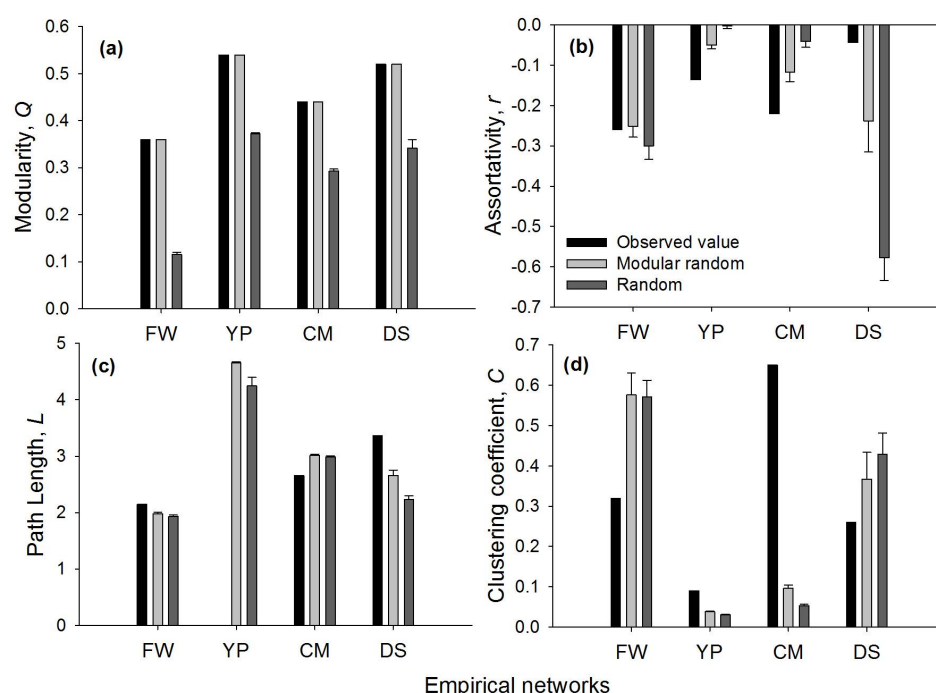 (a)
Modularity, Q
0.6
0.5
0.4
0.3
0.2
0.1
0.0
FW YP CM DS
(b)
Assortativity, r
0.0
-0.1
-0.2
-0.3
-0.4
-0.5
-0.6
-0.7
Observed value
Modular random
Random
FW YP CM DS
(c)
Path Length, L
5
4
3
2
1
0
FW YP CM DS
(d)
Clustering coefficient, C
0.7
0.6
0.5
0.4
0.3
0.2
0.1
0.0
FW YP CM DS
Empirical networks